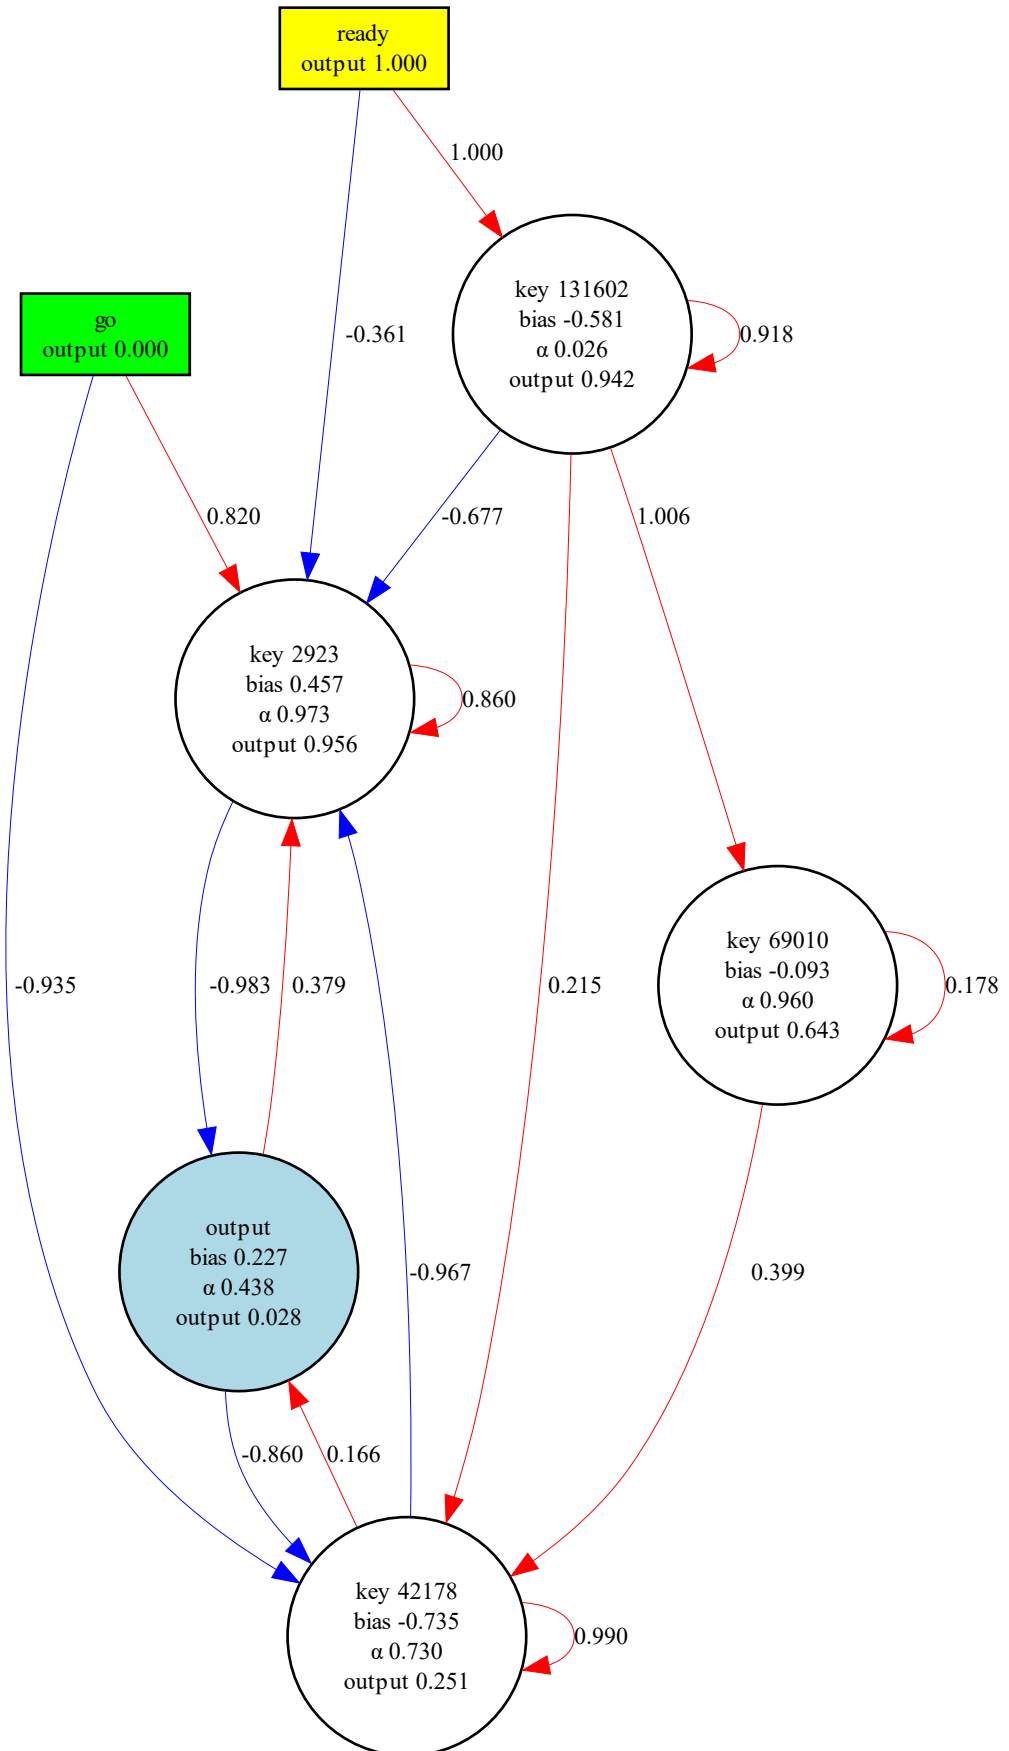 ready
output 1.000
1.000
key 131602
bias -0.581
α 0.026
output 0.942
0.918
go
output 0.000
-0.361
0.820
-0.677
1.006
key 2923
bias 0.457
α 0.973
output 0.956
0.860
key 69010
bias -0.093
α 0.960
output 0.643
0.178
-0.935
-0.983
0.379
0.215
output
bias 0.227
α 0.438
output 0.028
-0.967
0.399
-0.860
0.166
key 42178
bias -0.735
α 0.730
output 0.251
0.990